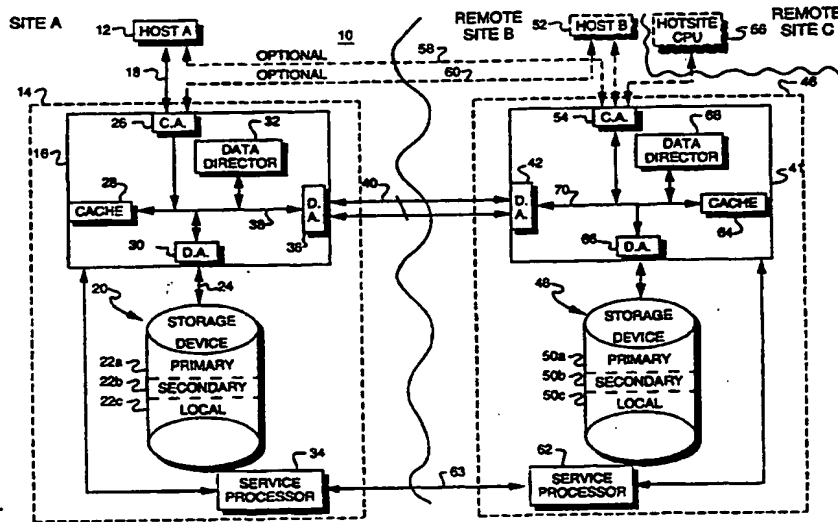 SITE A
12
HOST A
10
REMOTE
SITE B
52
HOST B
HOTSITE
CPU
56
REMOTE
SITE C
18
OPTIONAL
58
OPTIONAL
60
14
46
26
C.A.
32
54
C.A.
68
16
DATA
DIRECTOR
42
DATA
DIRECTOR
28
CACHE
D.
A.
40
D.
A.
70
CACHE
64
38
30
D.A.
66
D.A.
20
24
48
STORAGE
DEVICE
STORAGE
DEVICE
22a
PRIMARY
50a
PRIMARY
22b
SECONDARY
50b
SECONDARY
22c
LOCAL
50c
LOCAL
34
SERVICE
PROCESSOR
63
62
SERVICE
PROCESSOR